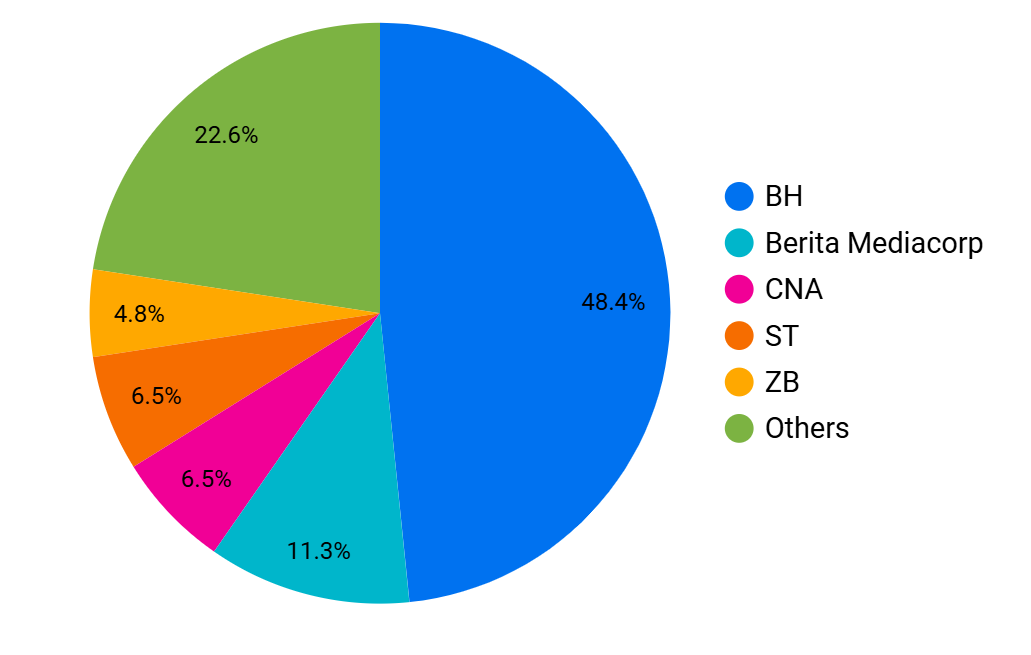 22.6%
48.4%
4.8%
6.5%
6.5%
11.3%
BH
Berita Mediacorp
CNA
ST
ZB
Others